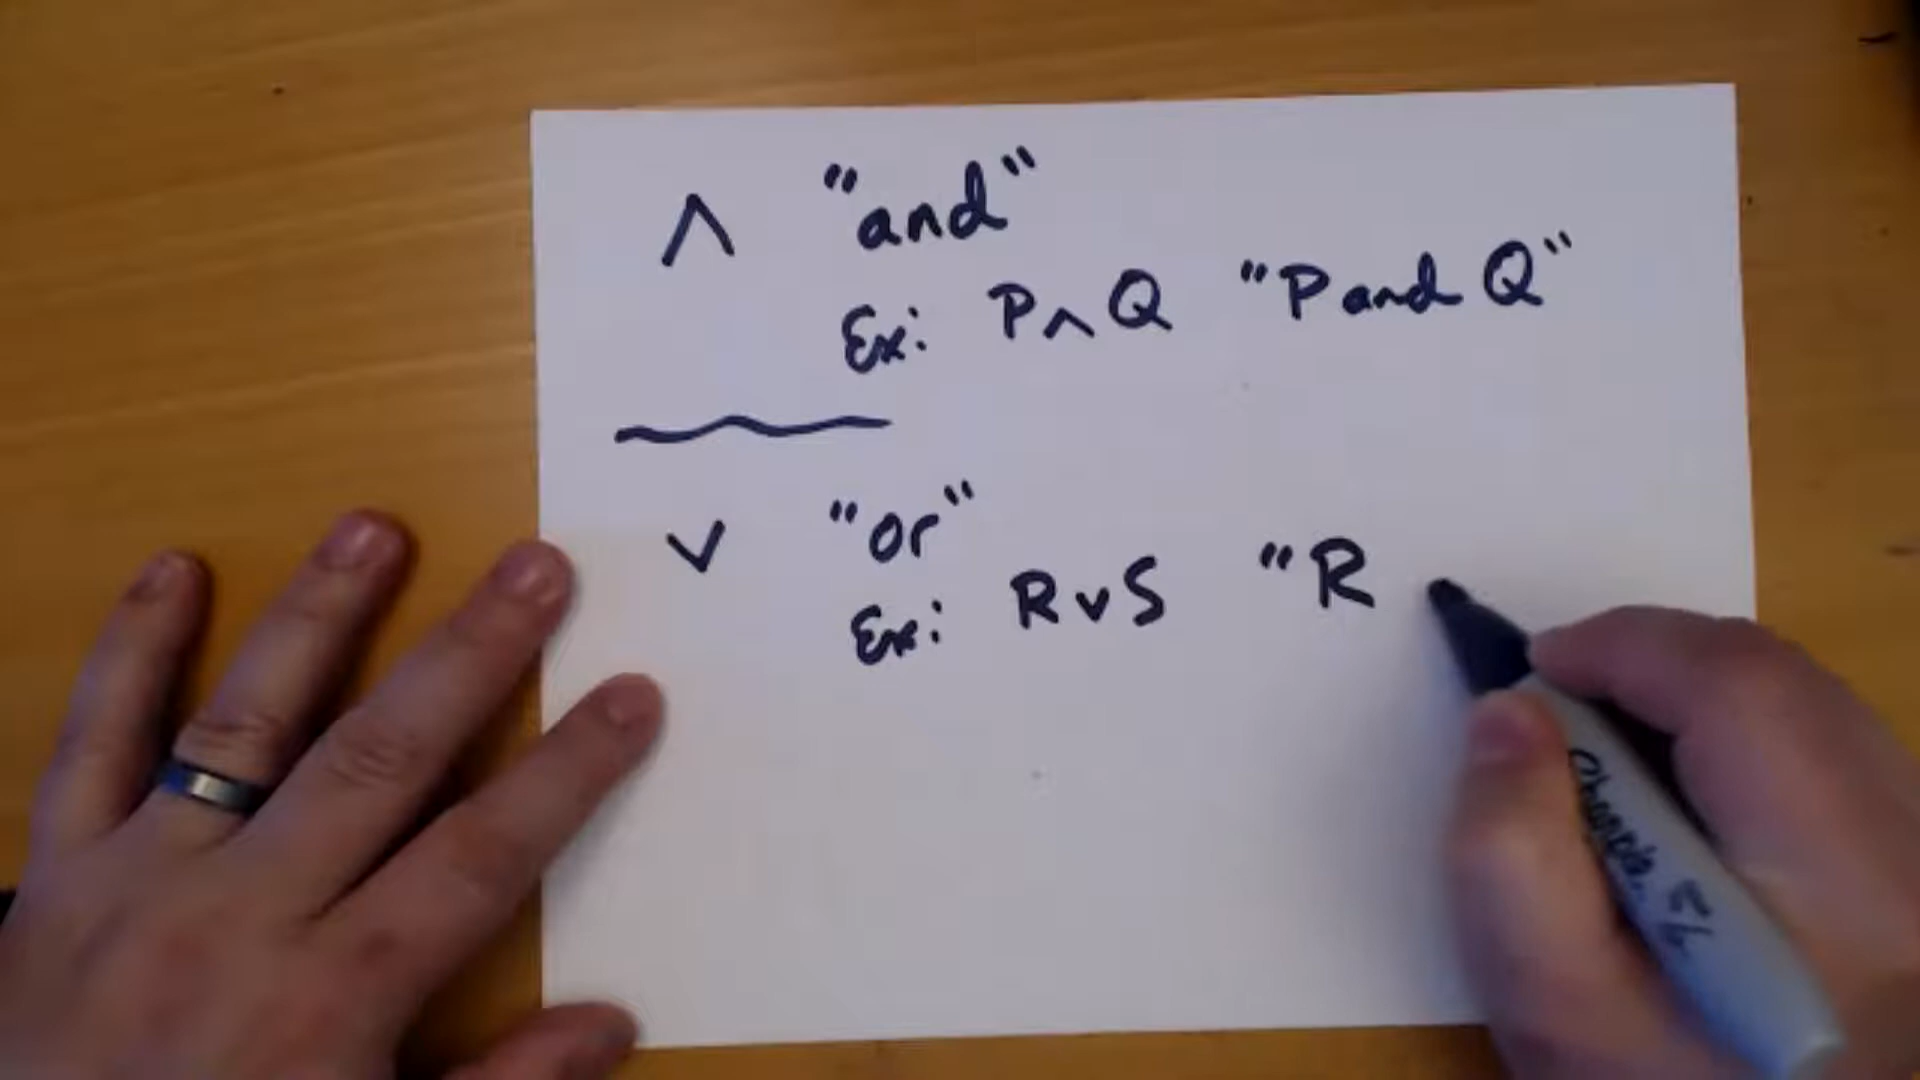 ∧ "and"
Ex: P∧Q "P and Q"
∨ "or"
Ex: R∨S "R